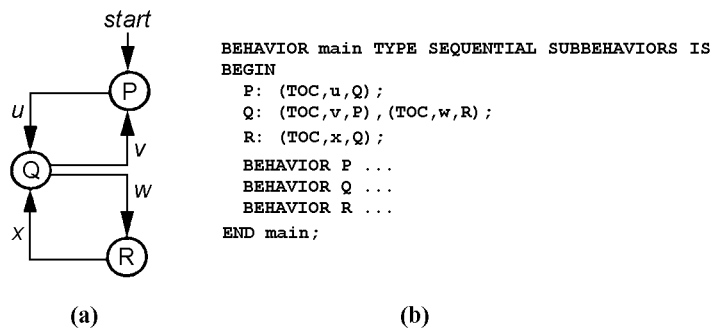 start
P
u
v
Q
w
x
R
(a)
BEHAVIOR main TYPE SEQUENTIAL SUBBEHAVIORS IS
BEGIN
P: (TOC,u,Q);
Q: (TOC,v,P),(TOC,w,R);
R: (TOC,x,Q);
BEHAVIOR P ...
BEHAVIOR Q ...
BEHAVIOR R ...
END main;
(b)